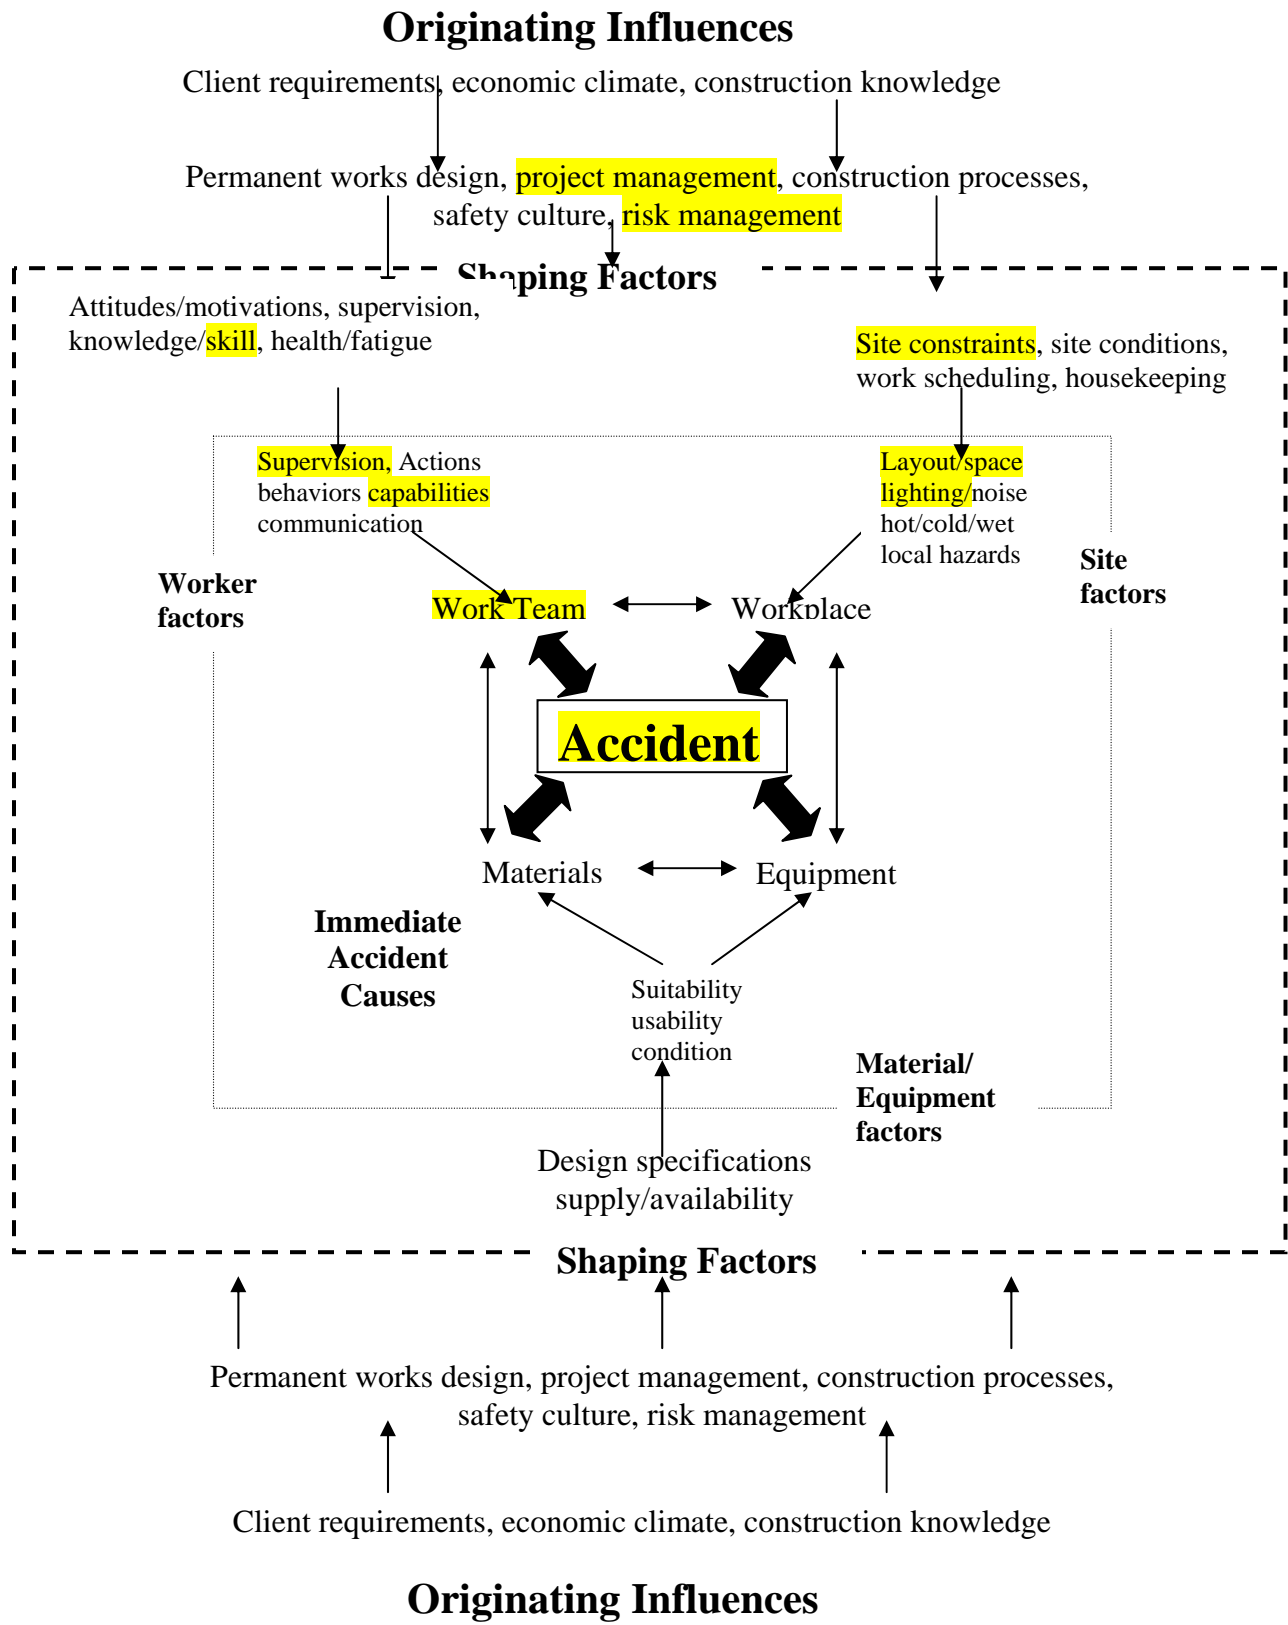 Originating Influences
Client requirements, economic climate, construction knowledge
Permanent works design, project management, construction processes,
safety culture, risk management
Shaping Factors
Attitudes/motivations, supervision,
knowledge/skill, health/fatigue
Site constraints, site conditions,
work scheduling, housekeeping
Supervision, Actions
behaviors capabilities
communication
Layout/space
lighting/noise
hot/cold/wet
local hazards
Worker
factors
Site
factors
Work Team
Workplace
Accident
Materials
Equipment
Immediate
Accident
Causes
Suitability
usability
condition
Material/
Equipment
factors
Design specifications
supply/availability
Shaping Factors
Permanent works design, project management, construction processes,
safety culture, risk management
Client requirements, economic climate, construction knowledge
Originating Influences